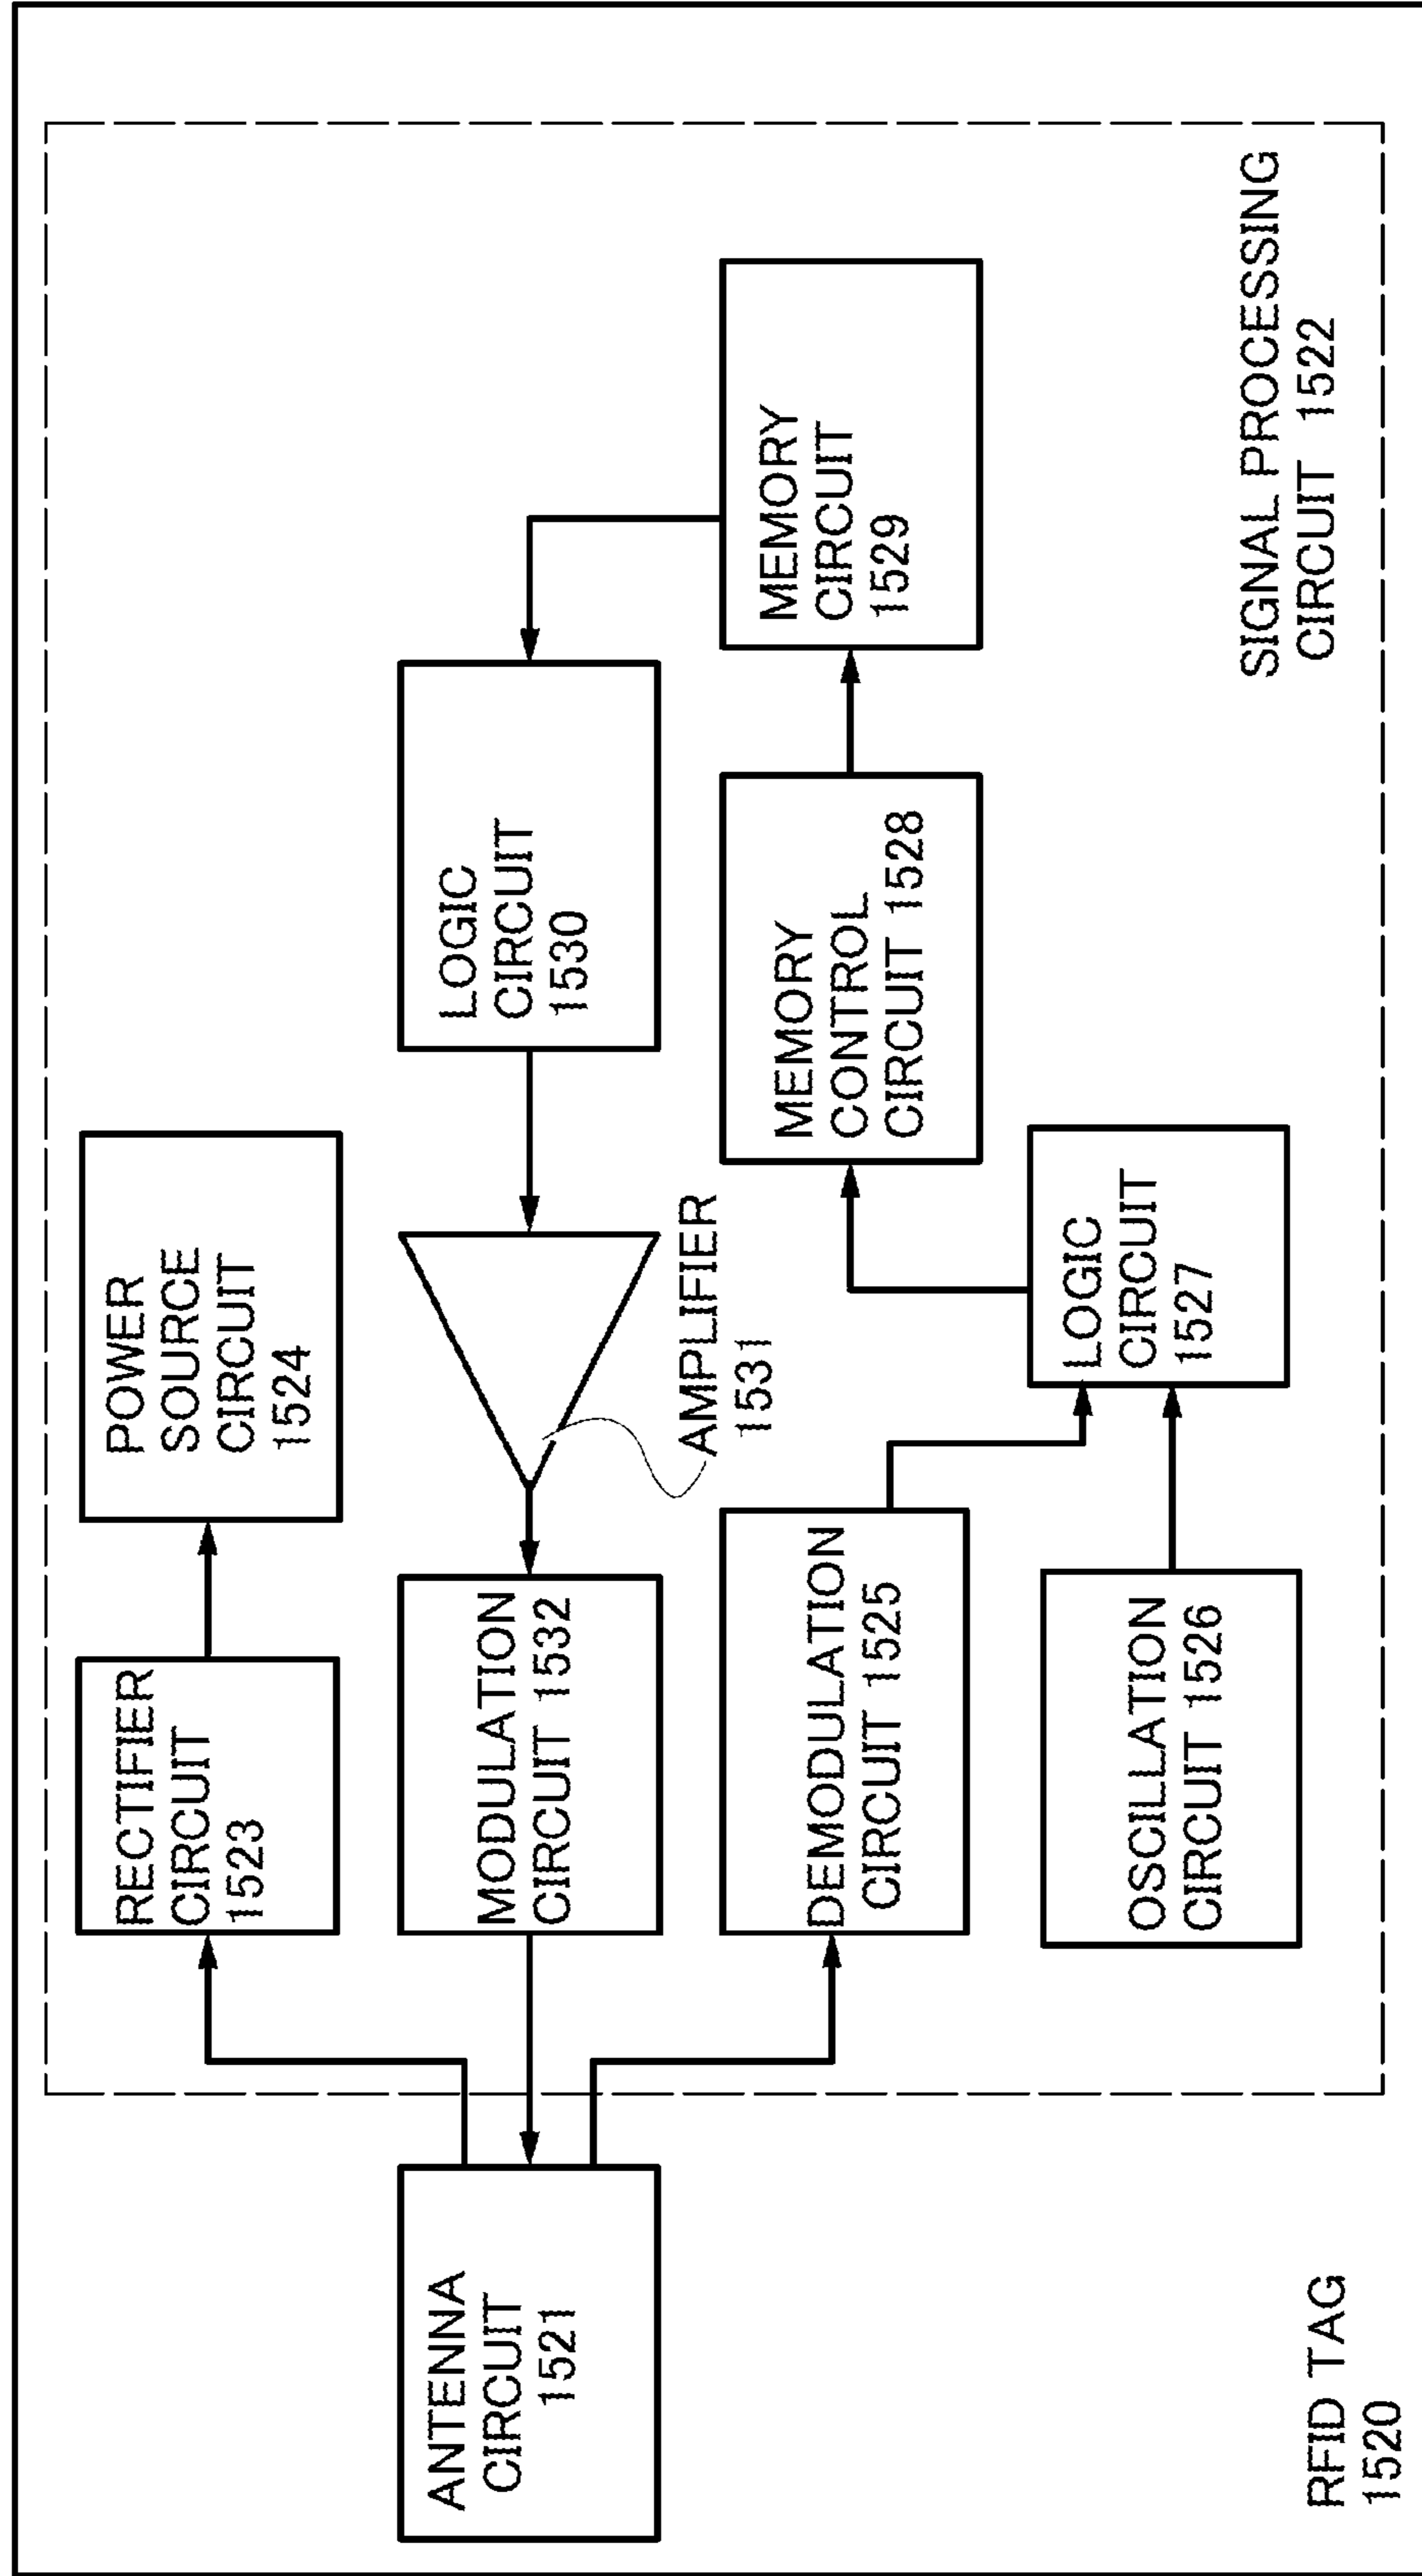 RECTIFIER
CIRCUIT
1523
POWER
SOURCE
CIRCUIT
1524
ANTENNA
CIRCUIT
1521
MODULATION
CIRCUIT 1532
AMPLIFIER
1531
LOGIC
CIRCUIT
1530
DEMODULATION
CIRCUIT 1525
MEMORY
CONTROL
CIRCUIT 1528
MEMORY
CIRCUIT
1529
OSCILLATION
CIRCUIT 1526
LOGIC
CIRCUIT
1527
SIGNAL PROCESSING
CIRCUIT 1522
RFID TAG
1520